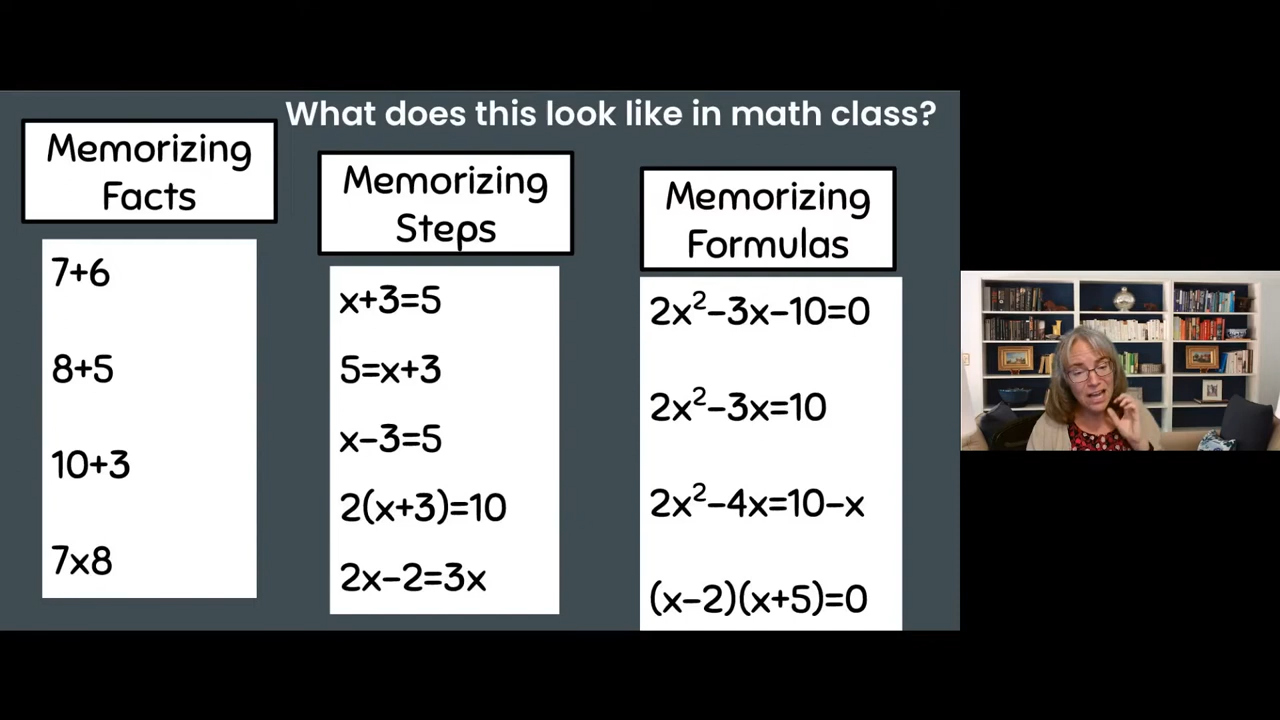 What does this look like in math class?
Memorizing
Facts
7+6
8+5
10+3
7x8
Memorizing
Steps
x+3=5
5=x+3
x-3=5
2(x+3)=10
2x-2=3x
Memorizing
Formulas
2x²-3x-10=0
2x²-3x=10
2x²-4x=10-x
(x-2)(x+5)=0